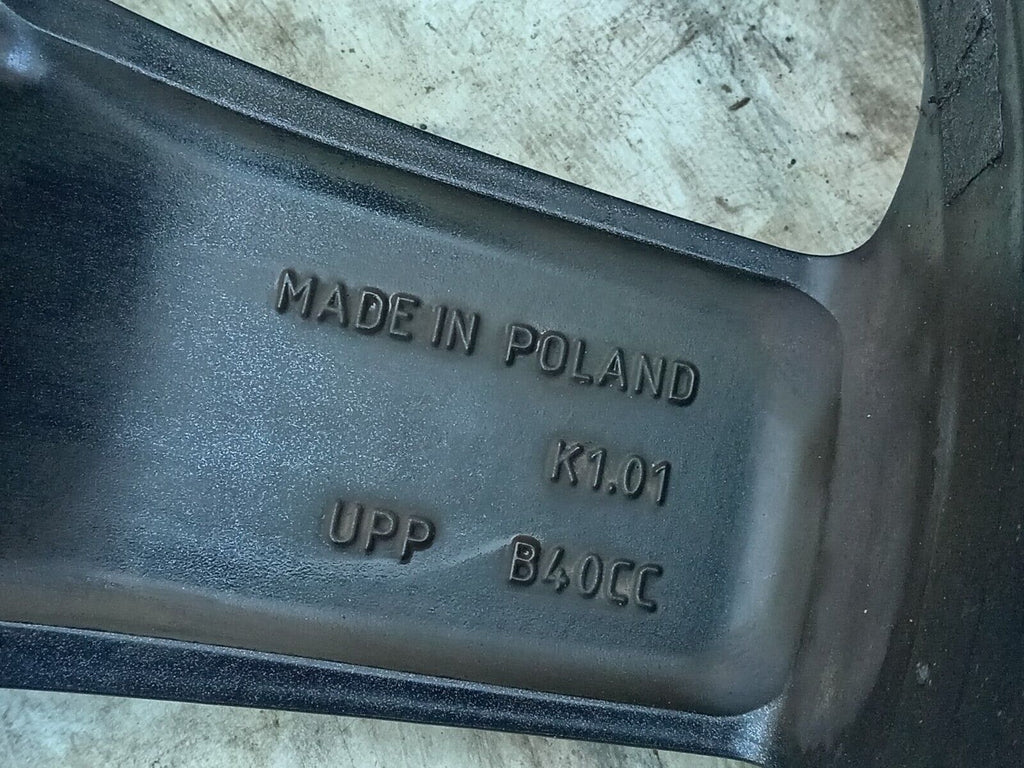 MADE IN POLAND
K1.01
UPP B40CC